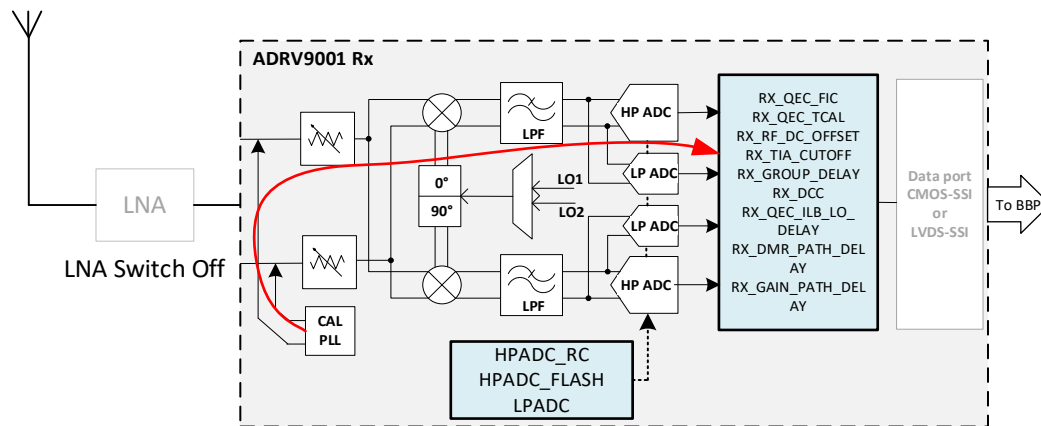 ADRV9001 Rx
LNA
LNA Switch Off
CAL
PLL
0°
90°
LPF
LPF
LO1
LO2
HP ADC
LP ADC
LP ADC
HP ADC
HPADC_RC
HPADC_FLASH
LPADC
RX_QEC_FIC
RX_QEC_TCAL
RX_RF_DC_OFFSET
RX_TIA_CUTOFF
RX_GROUP_DELAY
RX_DCC
RX_QEC_ILB_LO_
DELAY
RX_DMR_PATH_DEL
AY
RX_GAIN_PATH_DEL
AY
Data port
CMOS-SSI
or
LVDS-SSI
To BBP